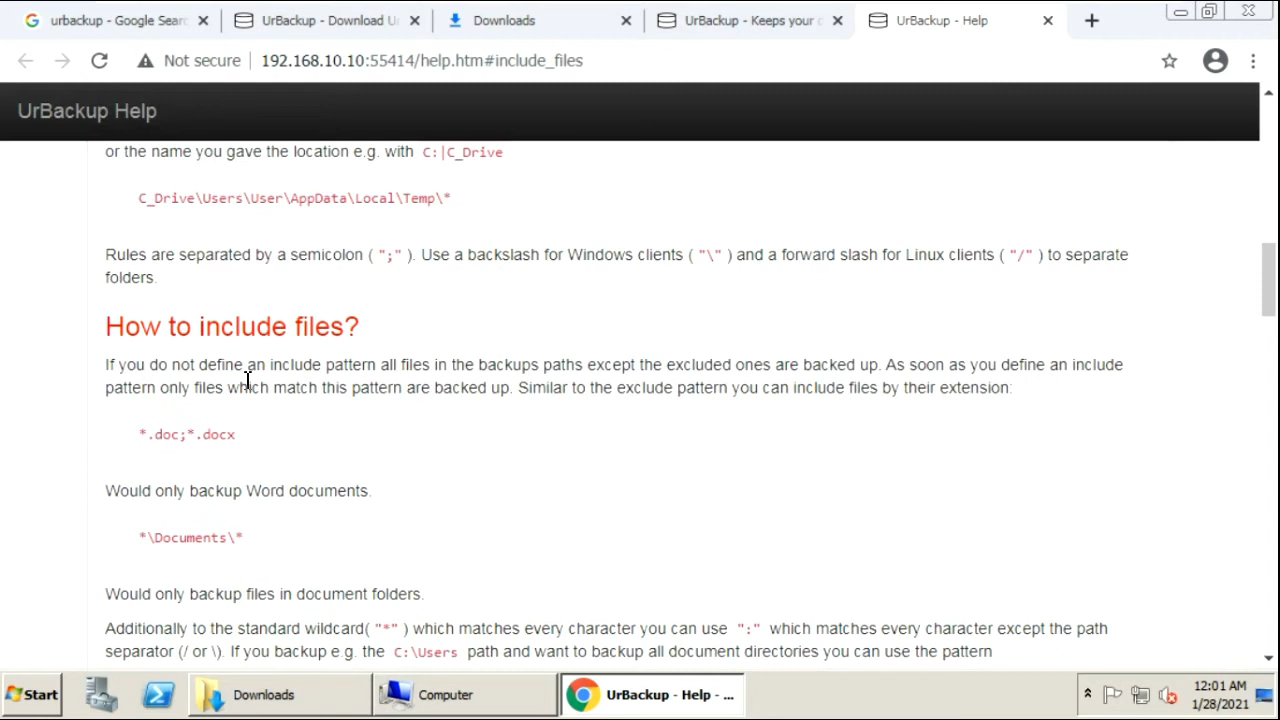 urbackup - Google Sear
UrBackup - Download Ur
Downloads
UrBackup - Keeps your
UrBackup - Help
Not secure
192.168.10.10:55414/help.htm#include_files
UrBackup Help
or the name you gave the location e.g. with C:|C_Drive
C_Drive\Users\User\AppData\Local\Temp\*
Rules are separated by a semicolon ( ";" ). Use a backslash for Windows clients ( "\" ) and a forward slash for Linux clients ( "/" ) to separate
folders.
How to include files?
If you do not define an include pattern all files in the backups paths except the excluded ones are backed up. As soon as you define an include
pattern only files which match this pattern are backed up. Similar to the exclude pattern you can include files by their extension:
*.doc;*.docx
Would only backup Word documents.
*\Documents\*
Would only backup files in document folders.
Additionally to the standard wildcard( "*" ) which matches every character you can use ":" which matches every character except the path
separator (/ or \). If you backup e.g. the C:\Users path and want to backup all document directories you can use the pattern
Start
Downloads
Computer
UrBackup - Help - ...
12:01 AM
1/28/2021